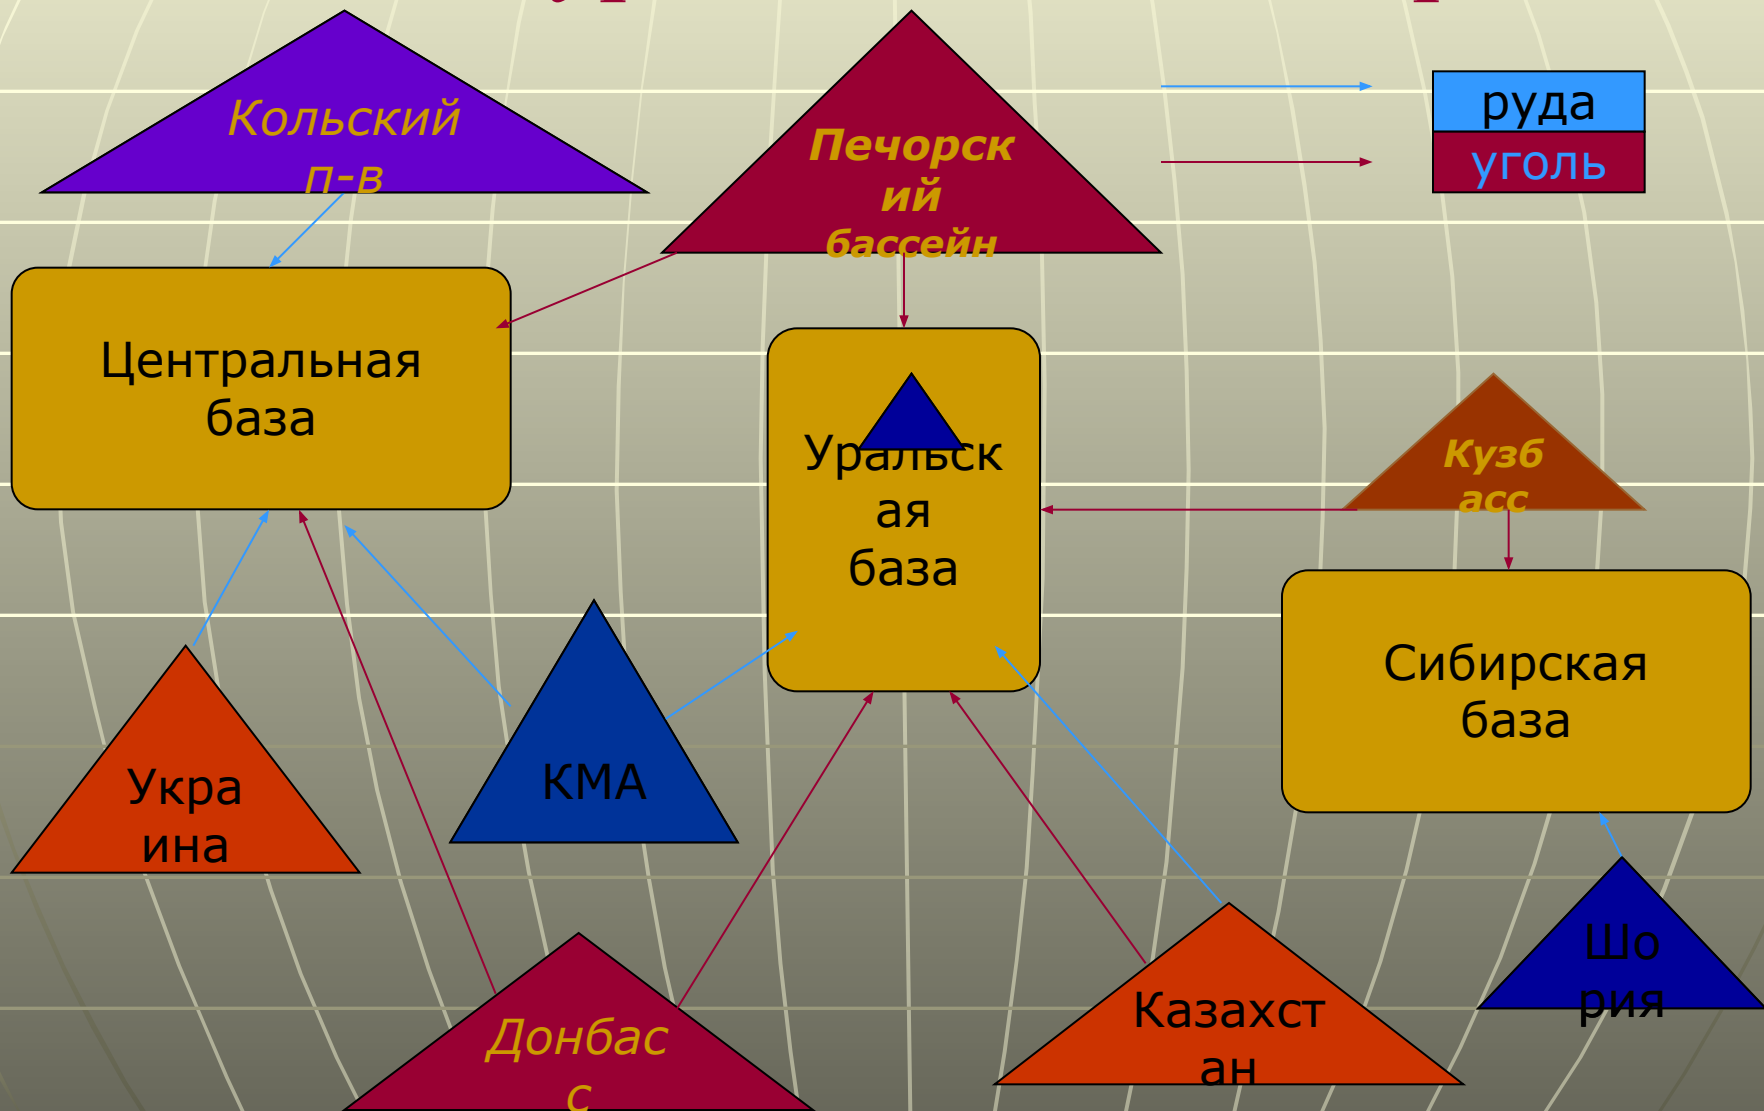 Кольский
п-в
Печорск
ий
бассейн
руда
уголь
Центральная
база
Уральск
ая
база
Кузб
асс
Сибирская
база
Укра
ина
КМА
Шо
рия
Казахст
ан
Донбас
с